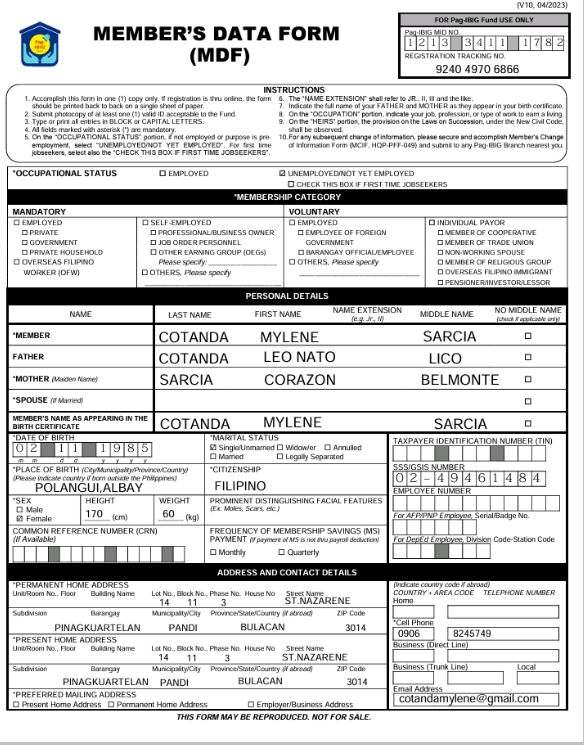 (V10, 04/2023)
MEMBER'S DATA FORM
(MDF)
FOR Pag-IBIG Fund USE ONLY
Pag-IBIG MID NO.
1 2 1 3 3 4 1 1 1 7 8 2
REGISTRATION TRACKING NO.
9240 4970 6866
INSTRUCTIONS
1. Accomplish this form in one (1) copy only. If registration is thru online, the form should be printed back to back on a single sheet of paper.
2. Submit photocopy of at least one (1) valid ID acceptable to the Fund.
3. Type or print all entries in BLOCK or CAPITAL LETTERS.
4. All fields marked with asterisk (*) are mandatory.
5. On the "OCCUPATIONAL STATUS" portion, if not employed or purpose is pre-employment, select "UNEMPLOYED/NOT YET EMPLOYED". For first time jobseekers, select also the "CHECK THIS BOX IF FIRST TIME JOBSEEKERS".
6. The "NAME EXTENSION" shall refer to JR., II, III and the like.
7. Indicate the full name of your FATHER and MOTHER as they appear in your birth certificate.
8. On the "OCCUPATION" portion, indicate your job, profession, or type of work to earn a living.
9. On the "HEIRS" portion, the provision on the Laws on Succession, under the New Civil Code, shall be observed.
10. For any subsequent change of information, please secure and accomplish Member's Change of Information Form (MCIF, HQP-PFF-049) and submit to any Pag-IBIG Branch nearest you.
*OCCUPATIONAL STATUS ☐ EMPLOYED ☑ UNEMPLOYED/NOT YET EMPLOYED
☐ CHECK THIS BOX IF FIRST TIME JOBSEEKERS
*MEMBERSHIP CATEGORY
MANDATORY
☐ EMPLOYED
☐ PRIVATE
☐ GOVERNMENT
☐ PRIVATE HOUSEHOLD
☐ OVERSEAS FILIPINO
WORKER (OFW)
☐ SELF-EMPLOYED
☐ PROFESSIONAL/BUSINESS OWNER
☐ JOB ORDER PERSONNEL
☐ OTHER EARNING GROUP (OEGs)
Please specify:
☐ OTHERS, Please specify
VOLUNTARY
☐ EMPLOYED
☐ EMPLOYEE OF FOREIGN
GOVERNMENT
☐ BARANGAY OFFICIAL/EMPLOYEE
☐ OTHERS, Please specify
☐ INDIVIDUAL PAYOR
☐ MEMBER OF COOPERATIVE
☐ MEMBER OF TRADE UNION
☐ NON-WORKING SPOUSE
☐ MEMBER OF RELIGIOUS GROUP
☐ OVERSEAS FILIPINO IMMIGRANT
☐ PENSIONER/INVESTOR/LESSOR
PERSONAL DETAILS
NAME LAST NAME FIRST NAME NAME EXTENSION (e.g. Jr., II) MIDDLE NAME NO MIDDLE NAME (check if applicable only)
*MEMBER COTANDA MYLENE SARCIA ☐
FATHER COTANDA LEO NATO LICO ☐
*MOTHER (Maiden Name) SARCIA CORAZON BELMONTE ☐
*SPOUSE (If Married) ☐
MEMBER'S NAME AS APPEARING IN THE BIRTH CERTIFICATE COTANDA MYLENE SARCIA ☐
*DATE OF BIRTH
0 2 1 1 1 9 8 5
m m d d y y y y
*MARITAL STATUS
☑ Single/Unmarried ☐ Widow/er ☐ Annulled
☐ Married ☐ Legally Separated
TAXPAYER IDENTIFICATION NUMBER (TIN)
*PLACE OF BIRTH (City/Municipality/Province/Country)
(Please indicate country if born outside the Philippines)
POLANGUI,ALBAY
*CITIZENSHIP
FILIPINO
SSS/GSIS NUMBER
0 2 - 4 9 4 6 1 4 8 4
*SEX
☐ Male
☑ Female
HEIGHT
170 (cm)
WEIGHT
60 (kg)
PROMINENT DISTINGUISHING FACIAL FEATURES
(Ex. Moles, Scars, etc.)
EMPLOYEE NUMBER
For AFP/PNP Employee, Serial/Badge No.
COMMON REFERENCE NUMBER (CRN)
(If Available)
FREQUENCY OF MEMBERSHIP SAVINGS (MS)
PAYMENT (If payment of MS is not thru payroll deduction)
☐ Monthly ☐ Quarterly
For DepEd Employee, Division Code-Station Code
ADDRESS AND CONTACT DETAILS
*PERMANENT HOME ADDRESS
Unit/Room No., Floor Building Name Lot No., Block No., Phase No. House No Street Name
14 11 3 ST.NAZARENE
Subdivision Barangay Municipality/City Province/State/Country (if abroad) ZIP Code
PINAGKUARTELAN PANDI BULACAN 3014
*PRESENT HOME ADDRESS
Unit/Room No., Floor Building Name Lot No., Block No., Phase No. House No Street Name
14 11 3 ST.NAZARENE
Subdivision Barangay Municipality/City Province/State/Country (if abroad) ZIP Code
PINAGKUARTELAN PANDI BULACAN 3014
*PREFERRED MAILING ADDRESS
☐ Present Home Address ☐ Permanent Home Address ☐ Employer/Business Address
(Indicate country code if abroad)
COUNTRY + AREA CODE TELEPHONE NUMBER
Home
*Cell Phone
0906 8245749
Business (Direct Line)
Business (Trunk Line) Local
Email Address
cotandamylene@gmail.com
THIS FORM MAY BE REPRODUCED. NOT FOR SALE.